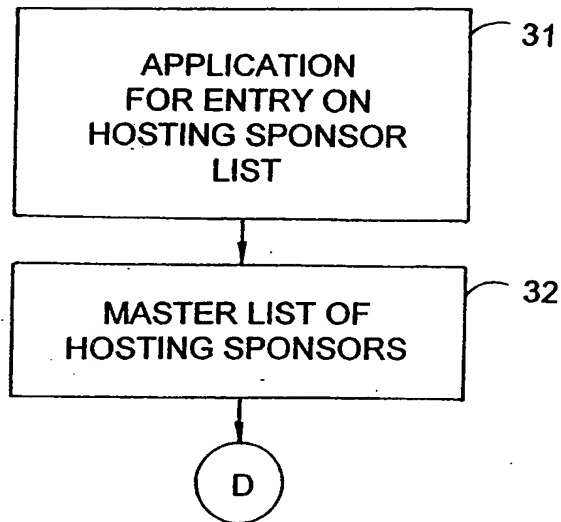 31
APPLICATION
FOR ENTRY ON
HOSTING SPONSOR
LIST
32
MASTER LIST OF
HOSTING SPONSORS
D